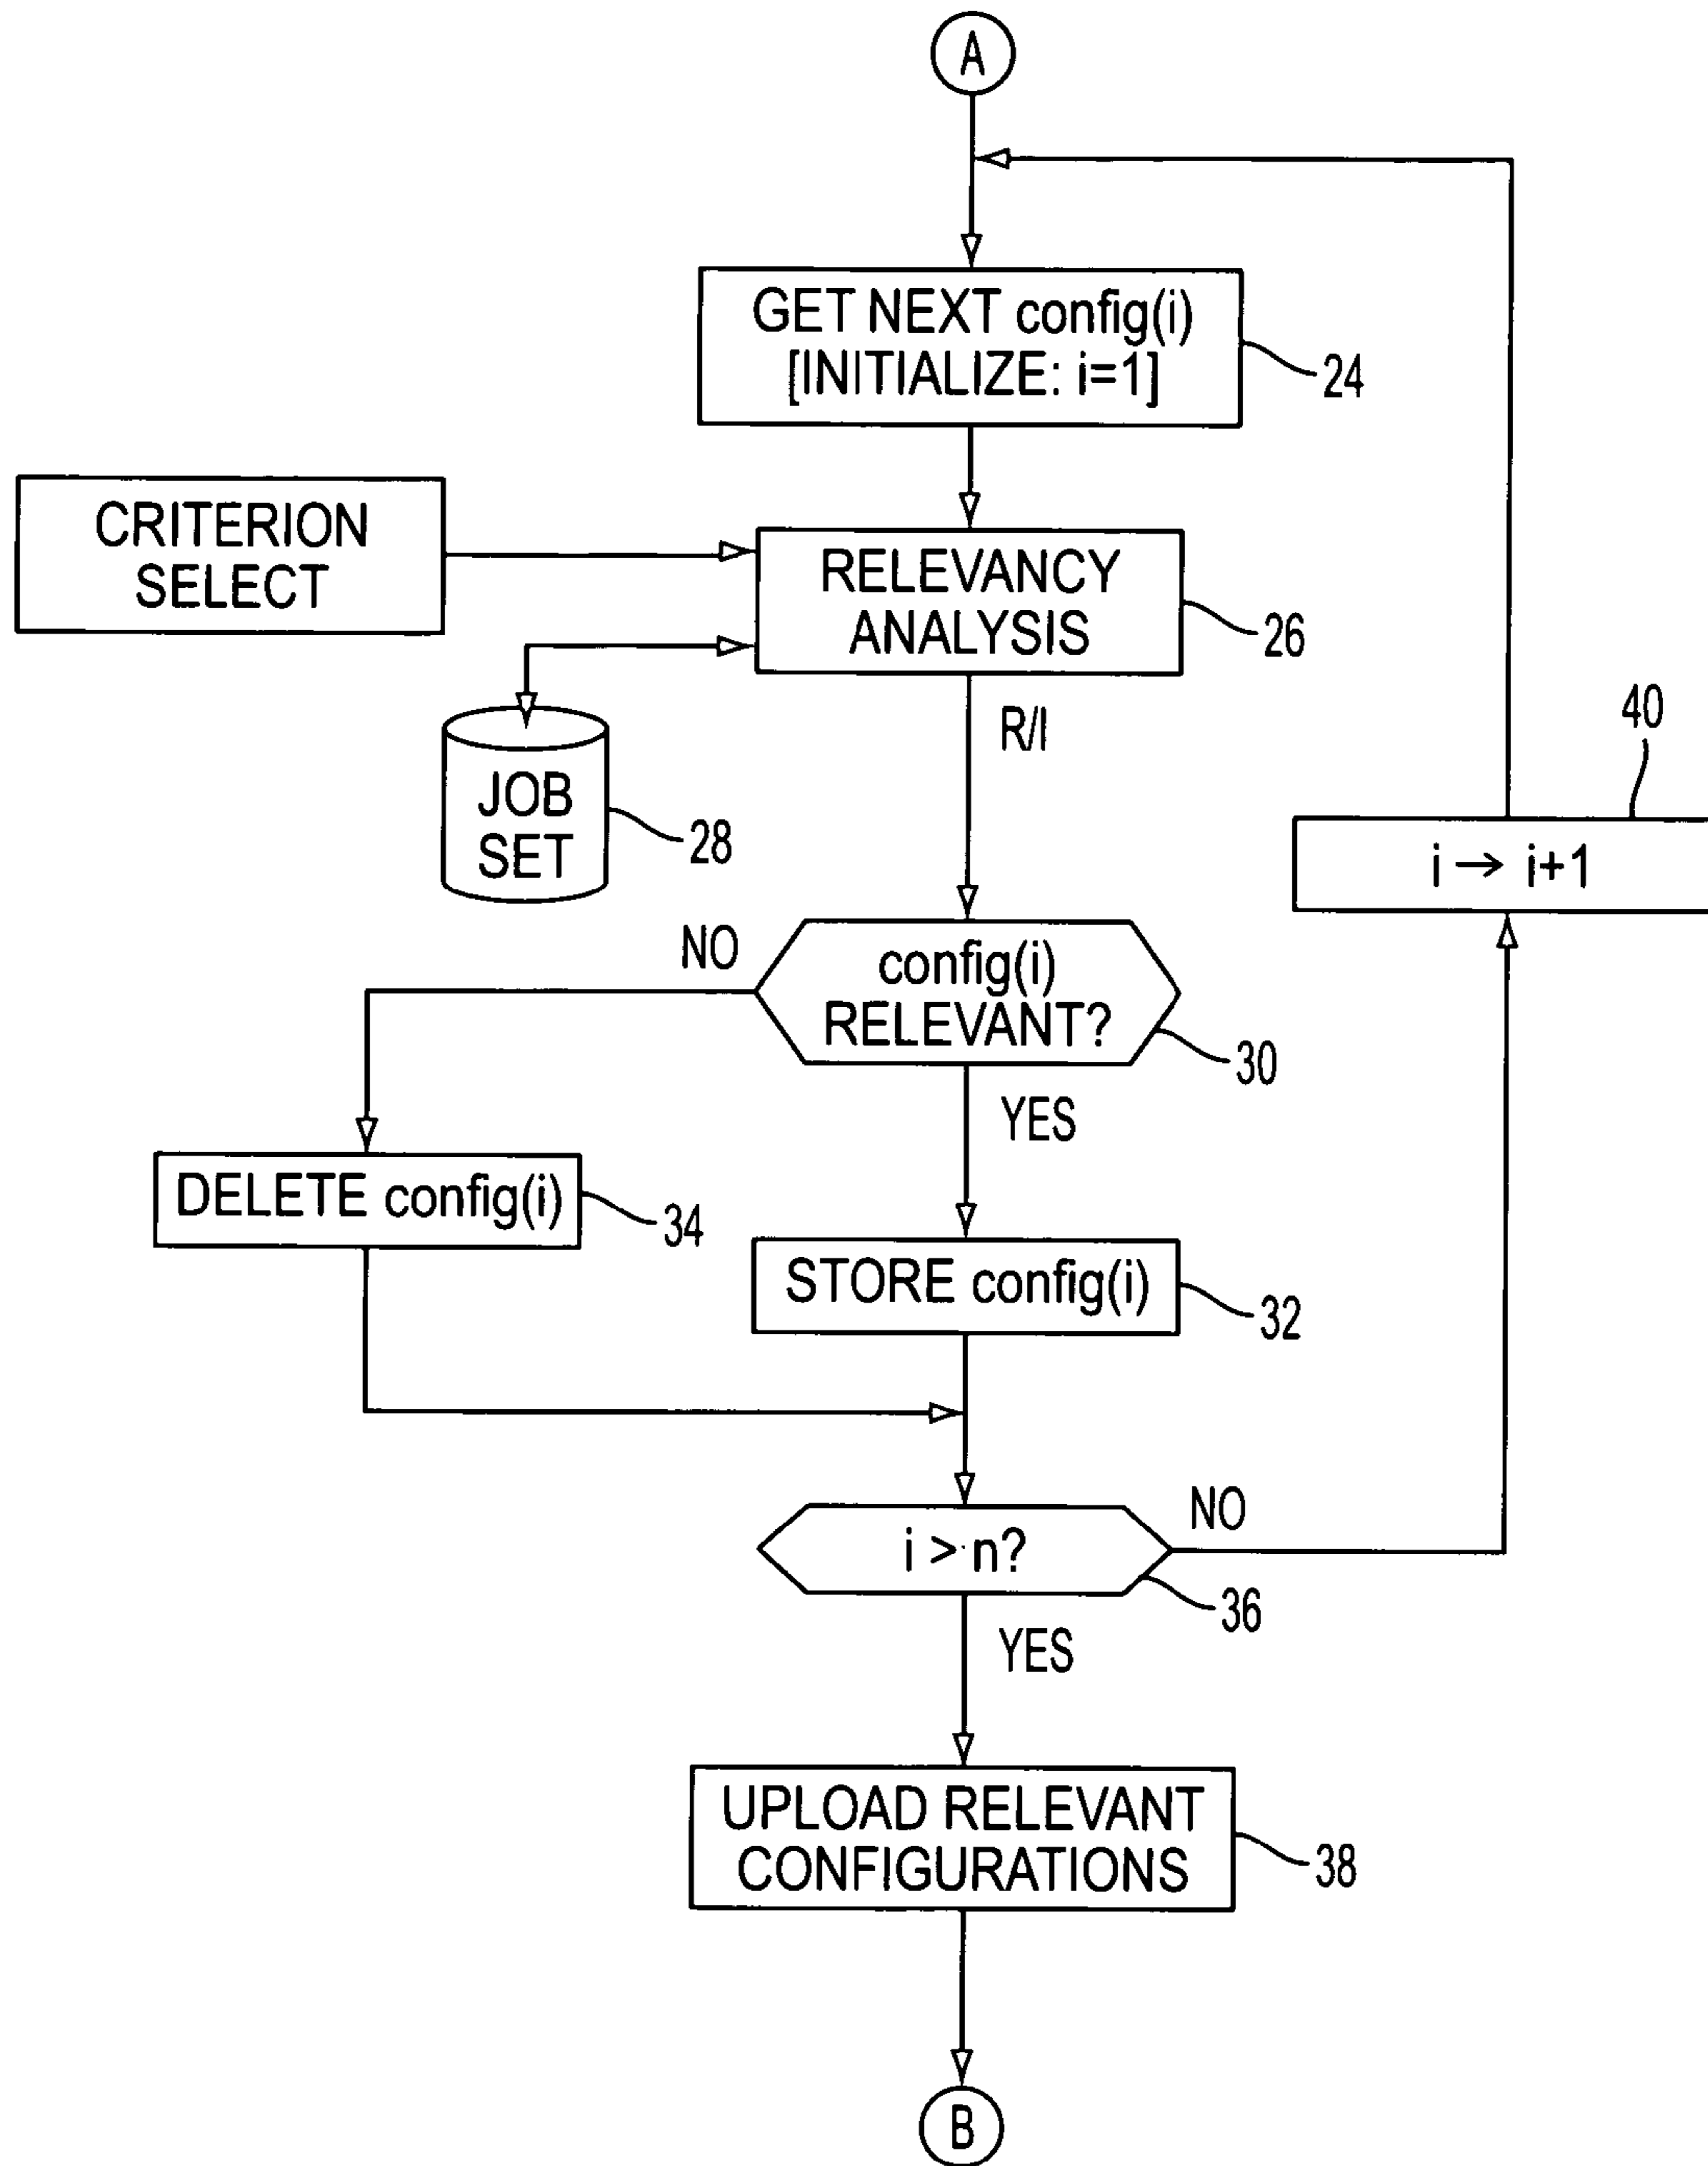 A
GET NEXT config(i)
[INITIALIZE: i=1]
24
CRITERION
SELECT
RELEVANCY
ANALYSIS
26
R/I
JOB
SET
28
40
i → i+1
NO
config(i)
RELEVANT?
30
YES
DELETE config(i)
34
STORE config(i)
32
i > n?
NO
36
YES
UPLOAD RELEVANT
CONFIGURATIONS
38
B